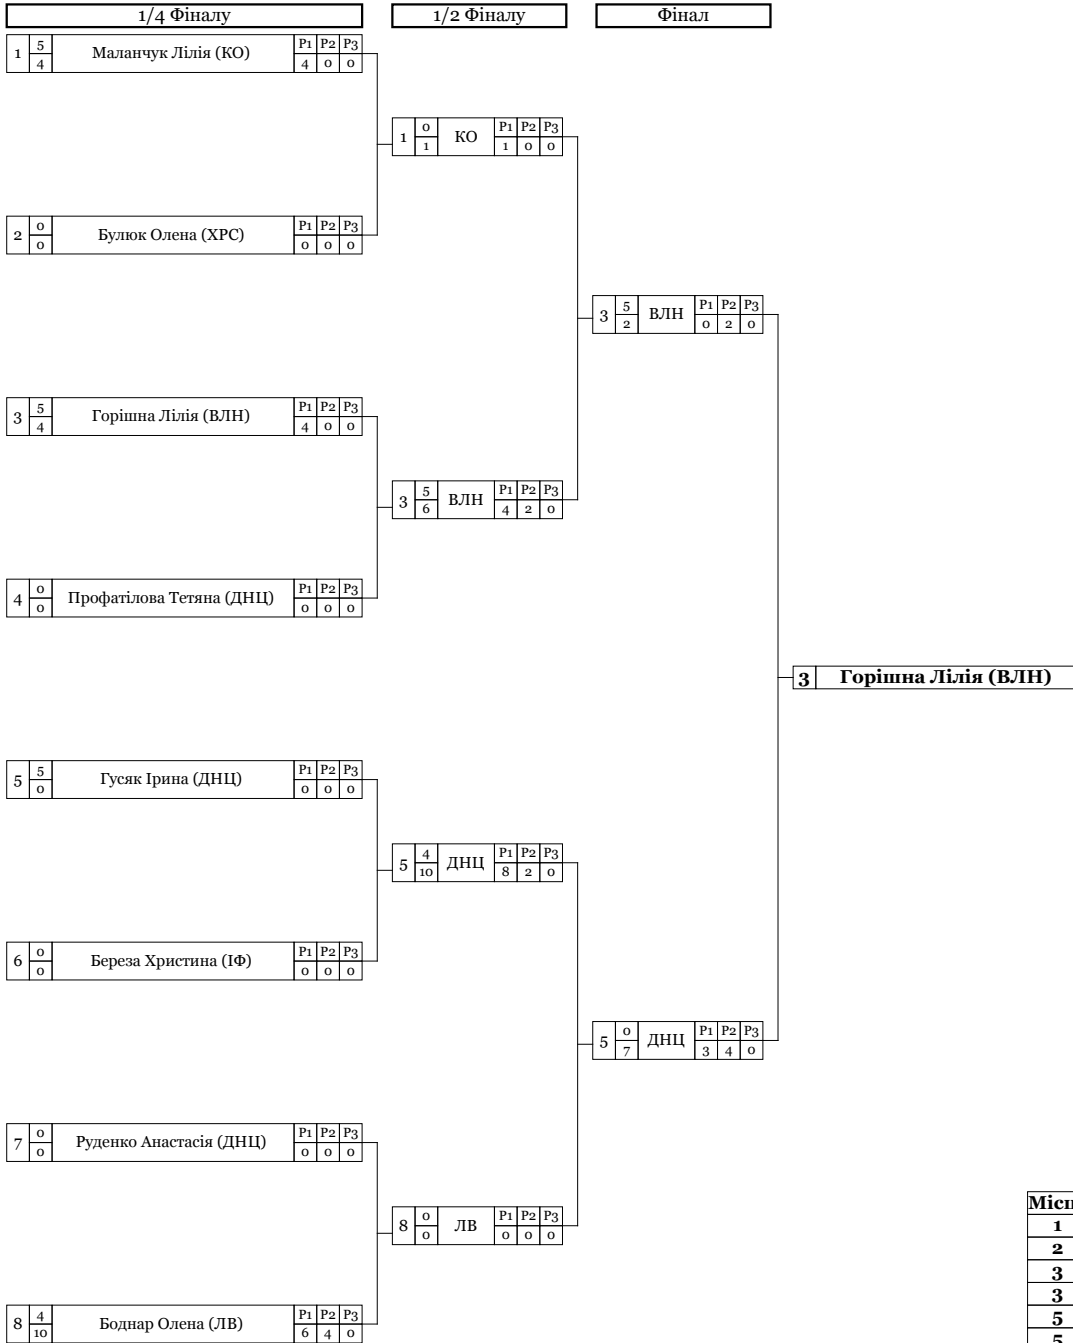 1/4 Фіналу 1/2 Фіналу Фінал
1 5 Маланчук Лілія (КО) P1 P2 P3
4 4 0 0
1 0 КО P1 P2 P3
1 1 0 0
2 0 Булюк Олена (ХРС) P1 P2 P3
0 0 0 0
3 5 ВЛН P1 P2 P3
2 0 2 0
3 5 Горішна Лілія (ВЛН) P1 P2 P3
4 4 0 0
3 5 ВЛН P1 P2 P3
6 4 2 0
4 0 Профатілова Тетяна (ДНЦ) P1 P2 P3
0 0 0 0
3 Горішна Лілія (ВЛН)
5 5 Гусяк Ірина (ДНЦ) P1 P2 P3
0 0 0 0
5 4 ДНЦ P1 P2 P3
10 8 2 0
6 0 Береза Христина (ІФ) P1 P2 P3
0 0 0 0
5 0 ДНЦ P1 P2 P3
7 3 4 0
7 0 Руденко Анастасія (ДНЦ) P1 P2 P3
0 0 0 0
Місц
1
8 0 ЛВ P1 P2 P3
0 0 0 0
2
3
3
5
8 4 Боднар Олена (ЛВ) P1 P2 P3
10 6 4 0
5